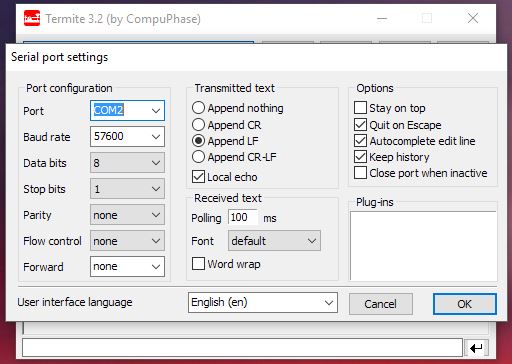 Termite 3.2 (by CompuPhase)
Serial port settings
Port configuration
Port COM2
Baud rate 57600
Data bits 8
Stop bits 1
Parity none
Flow control none
Forward none
Transmitted text
Append nothing
Append CR
Append LF
Append CR-LF
Local echo
Received text
Polling 100 ms
Font default
Word wrap
Options
Stay on top
Quit on Escape
Autocomplete edit line
Keep history
Close port when inactive
Plug-ins
User interface language English (en)
Cancel OK